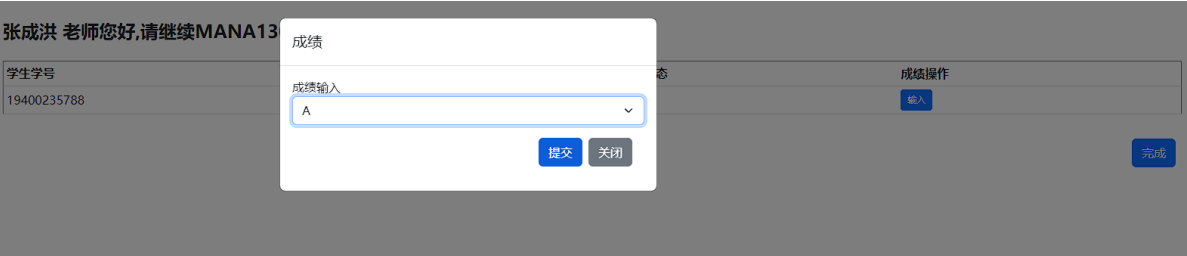 张成洪 老师您好,请继续MANA13
成绩
学生学号
态
成绩操作
成绩输入
19400235788
A
输入
提交
关闭
完成